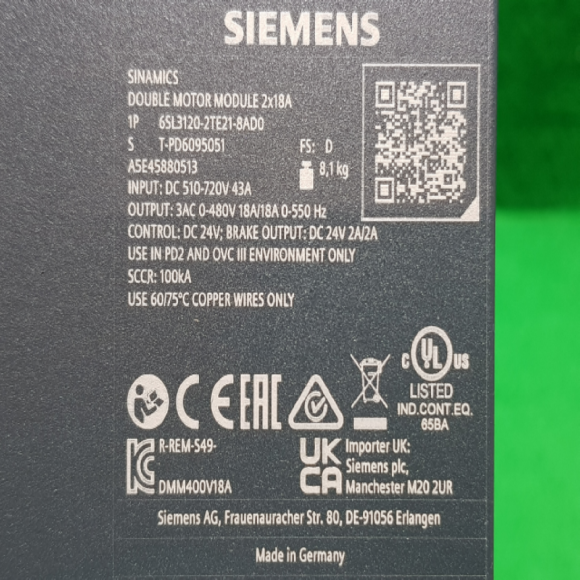 SIEMENS
SINAMICS
DOUBLE MOTOR MODULE 2x18A
1P 6SL3120-2TE21-8AD0
S T-PD6095051 FS: D
A5E45880513
8,1 kg
INPUT: DC 510-720V 43A
OUTPUT: 3AC 0-480V 18A/18A 0-550 Hz
CONTROL: DC 24V; BRAKE OUTPUT: DC 24V 2A/2A
USE IN PD2 AND OVC III ENVIRONMENT ONLY
SCCR: 100kA
USE 60/75°C COPPER WIRES ONLY
C UL US
LISTED
IND.CONT.EQ.
65BA
CE EAC
R-REM-S49-
DMM400V18A
UK
CA
Importer UK:
Siemens plc,
Manchester M20 2UR
Siemens AG, Frauenauracher Str. 80, DE-91056 Erlangen
Made in Germany